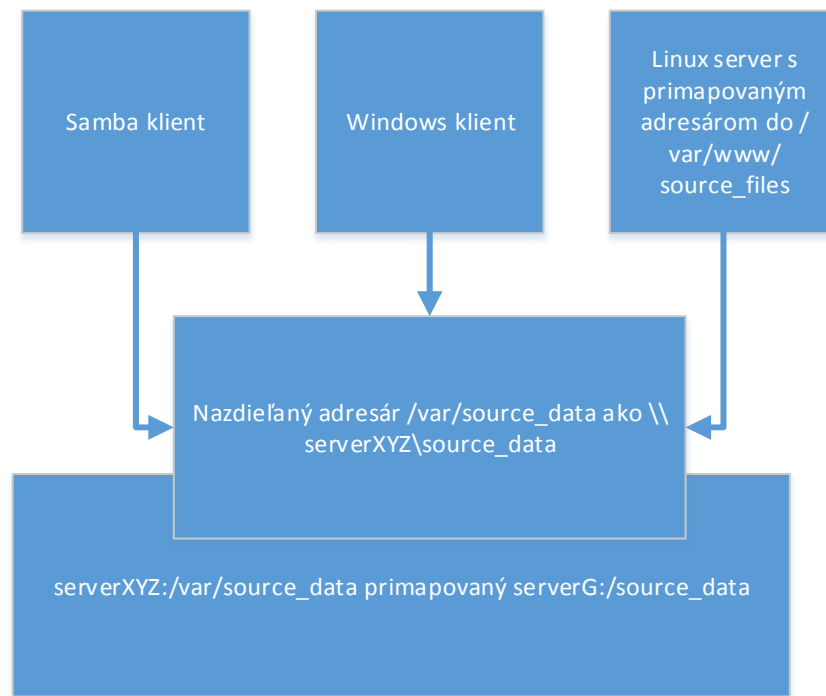 Samba klient
Windows klient
Linux server s
primapovaným
adresárom do /
var/www/
source_files
Nazdieľaný adresár /var/source_data ako \\
serverXYZ\source_data
serverXYZ:/var/source_data primapovaný serverG:/source_data